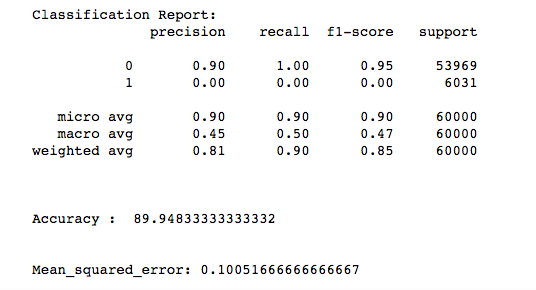 Classification Report:
precision recall f1-score support
0 0.90 1.00 0.95 53969
1 0.00 0.00 0.00 6031
micro avg 0.90 0.90 0.90 60000
macro avg 0.45 0.50 0.47 60000
weighted avg 0.81 0.90 0.85 60000
Accuracy : 89.94833333333332
Mean_squared_error: 0.10051666666666667